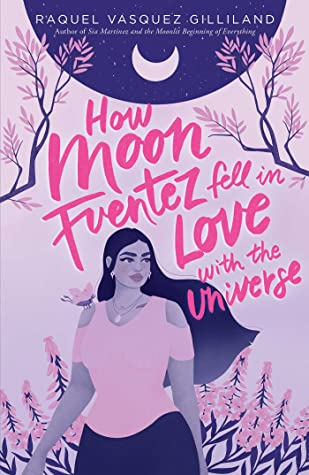 RAQUEL VASQUEZ GILLILAND
Author of Sia Martinez and the Moonlit Beginning of Everything
How
Moon
Fuentez fell in
Love
with the
Universe